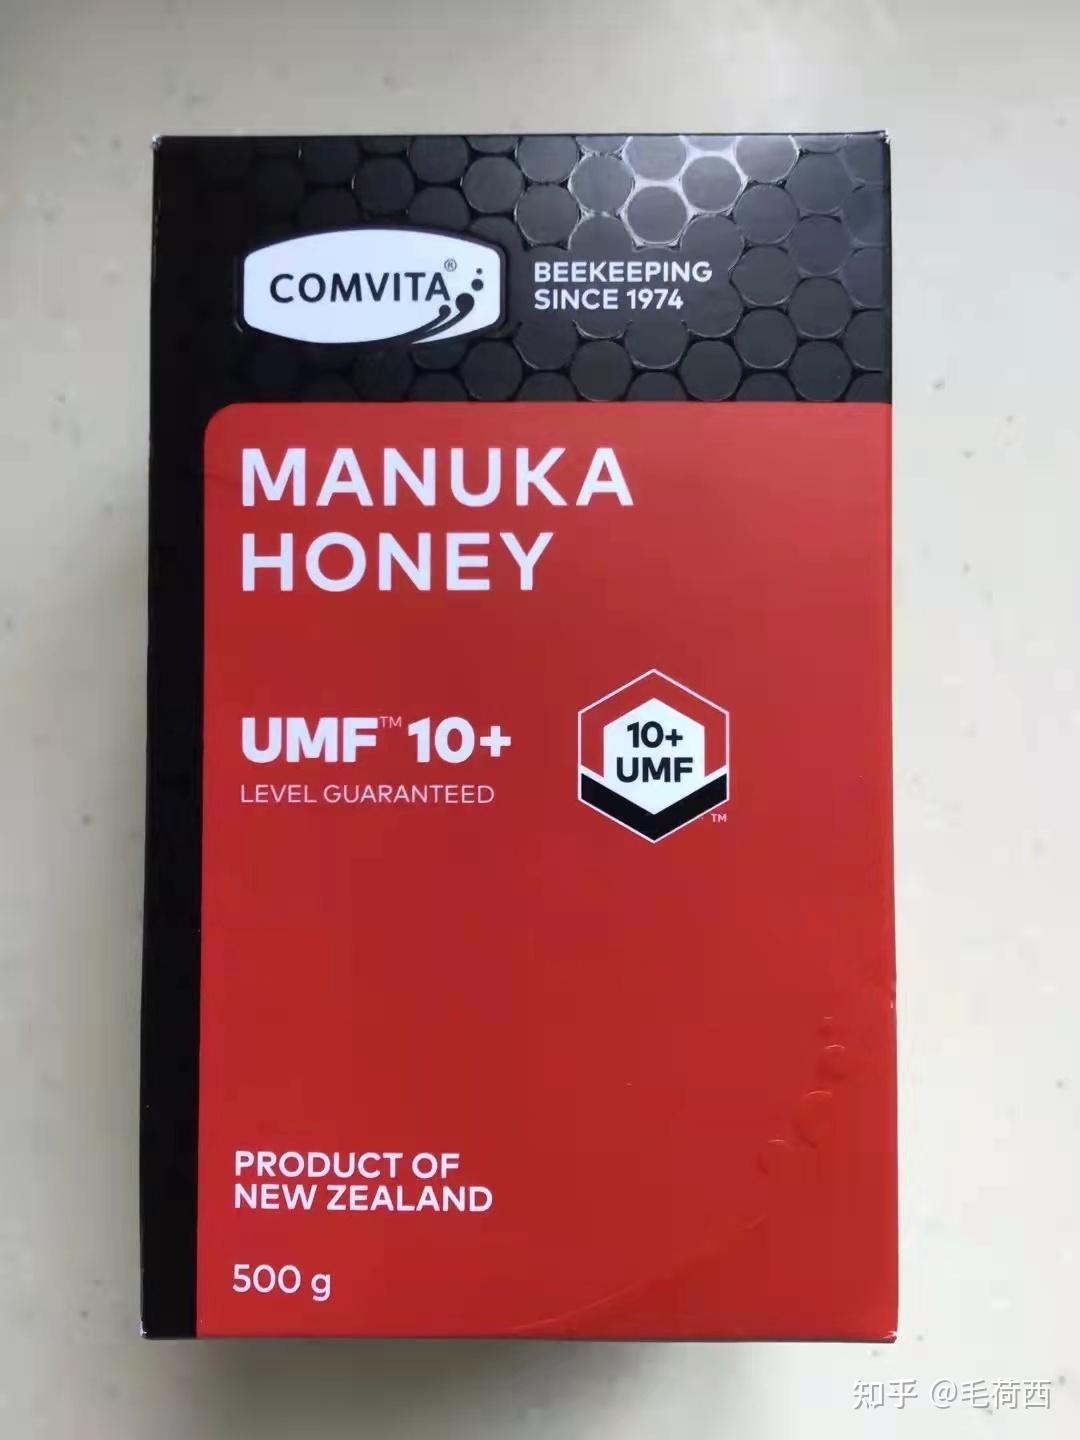 COMVITA®
BEEKEEPING
SINCE 1974
MANUKA
HONEY
UMF™ 10+
LEVEL GUARANTEED
10+
UMF
™
PRODUCT OF
NEW ZEALAND
500 g
知乎 @毛荷西